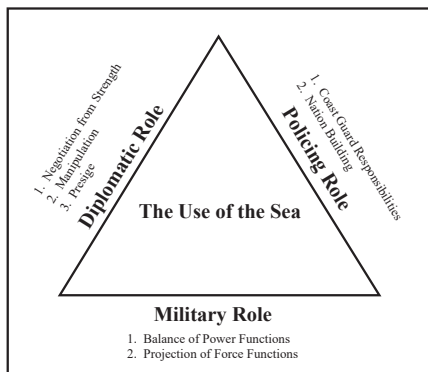 Diplomatic Role
1. Negotiation from Strength
2. Manipulation
3. Presige
Policing Role
1. Coast Guard Responsibilities
2. Nation Building
The Use of the Sea
Military Role
1. Balance of Power Functions
2. Projection of Force Functions